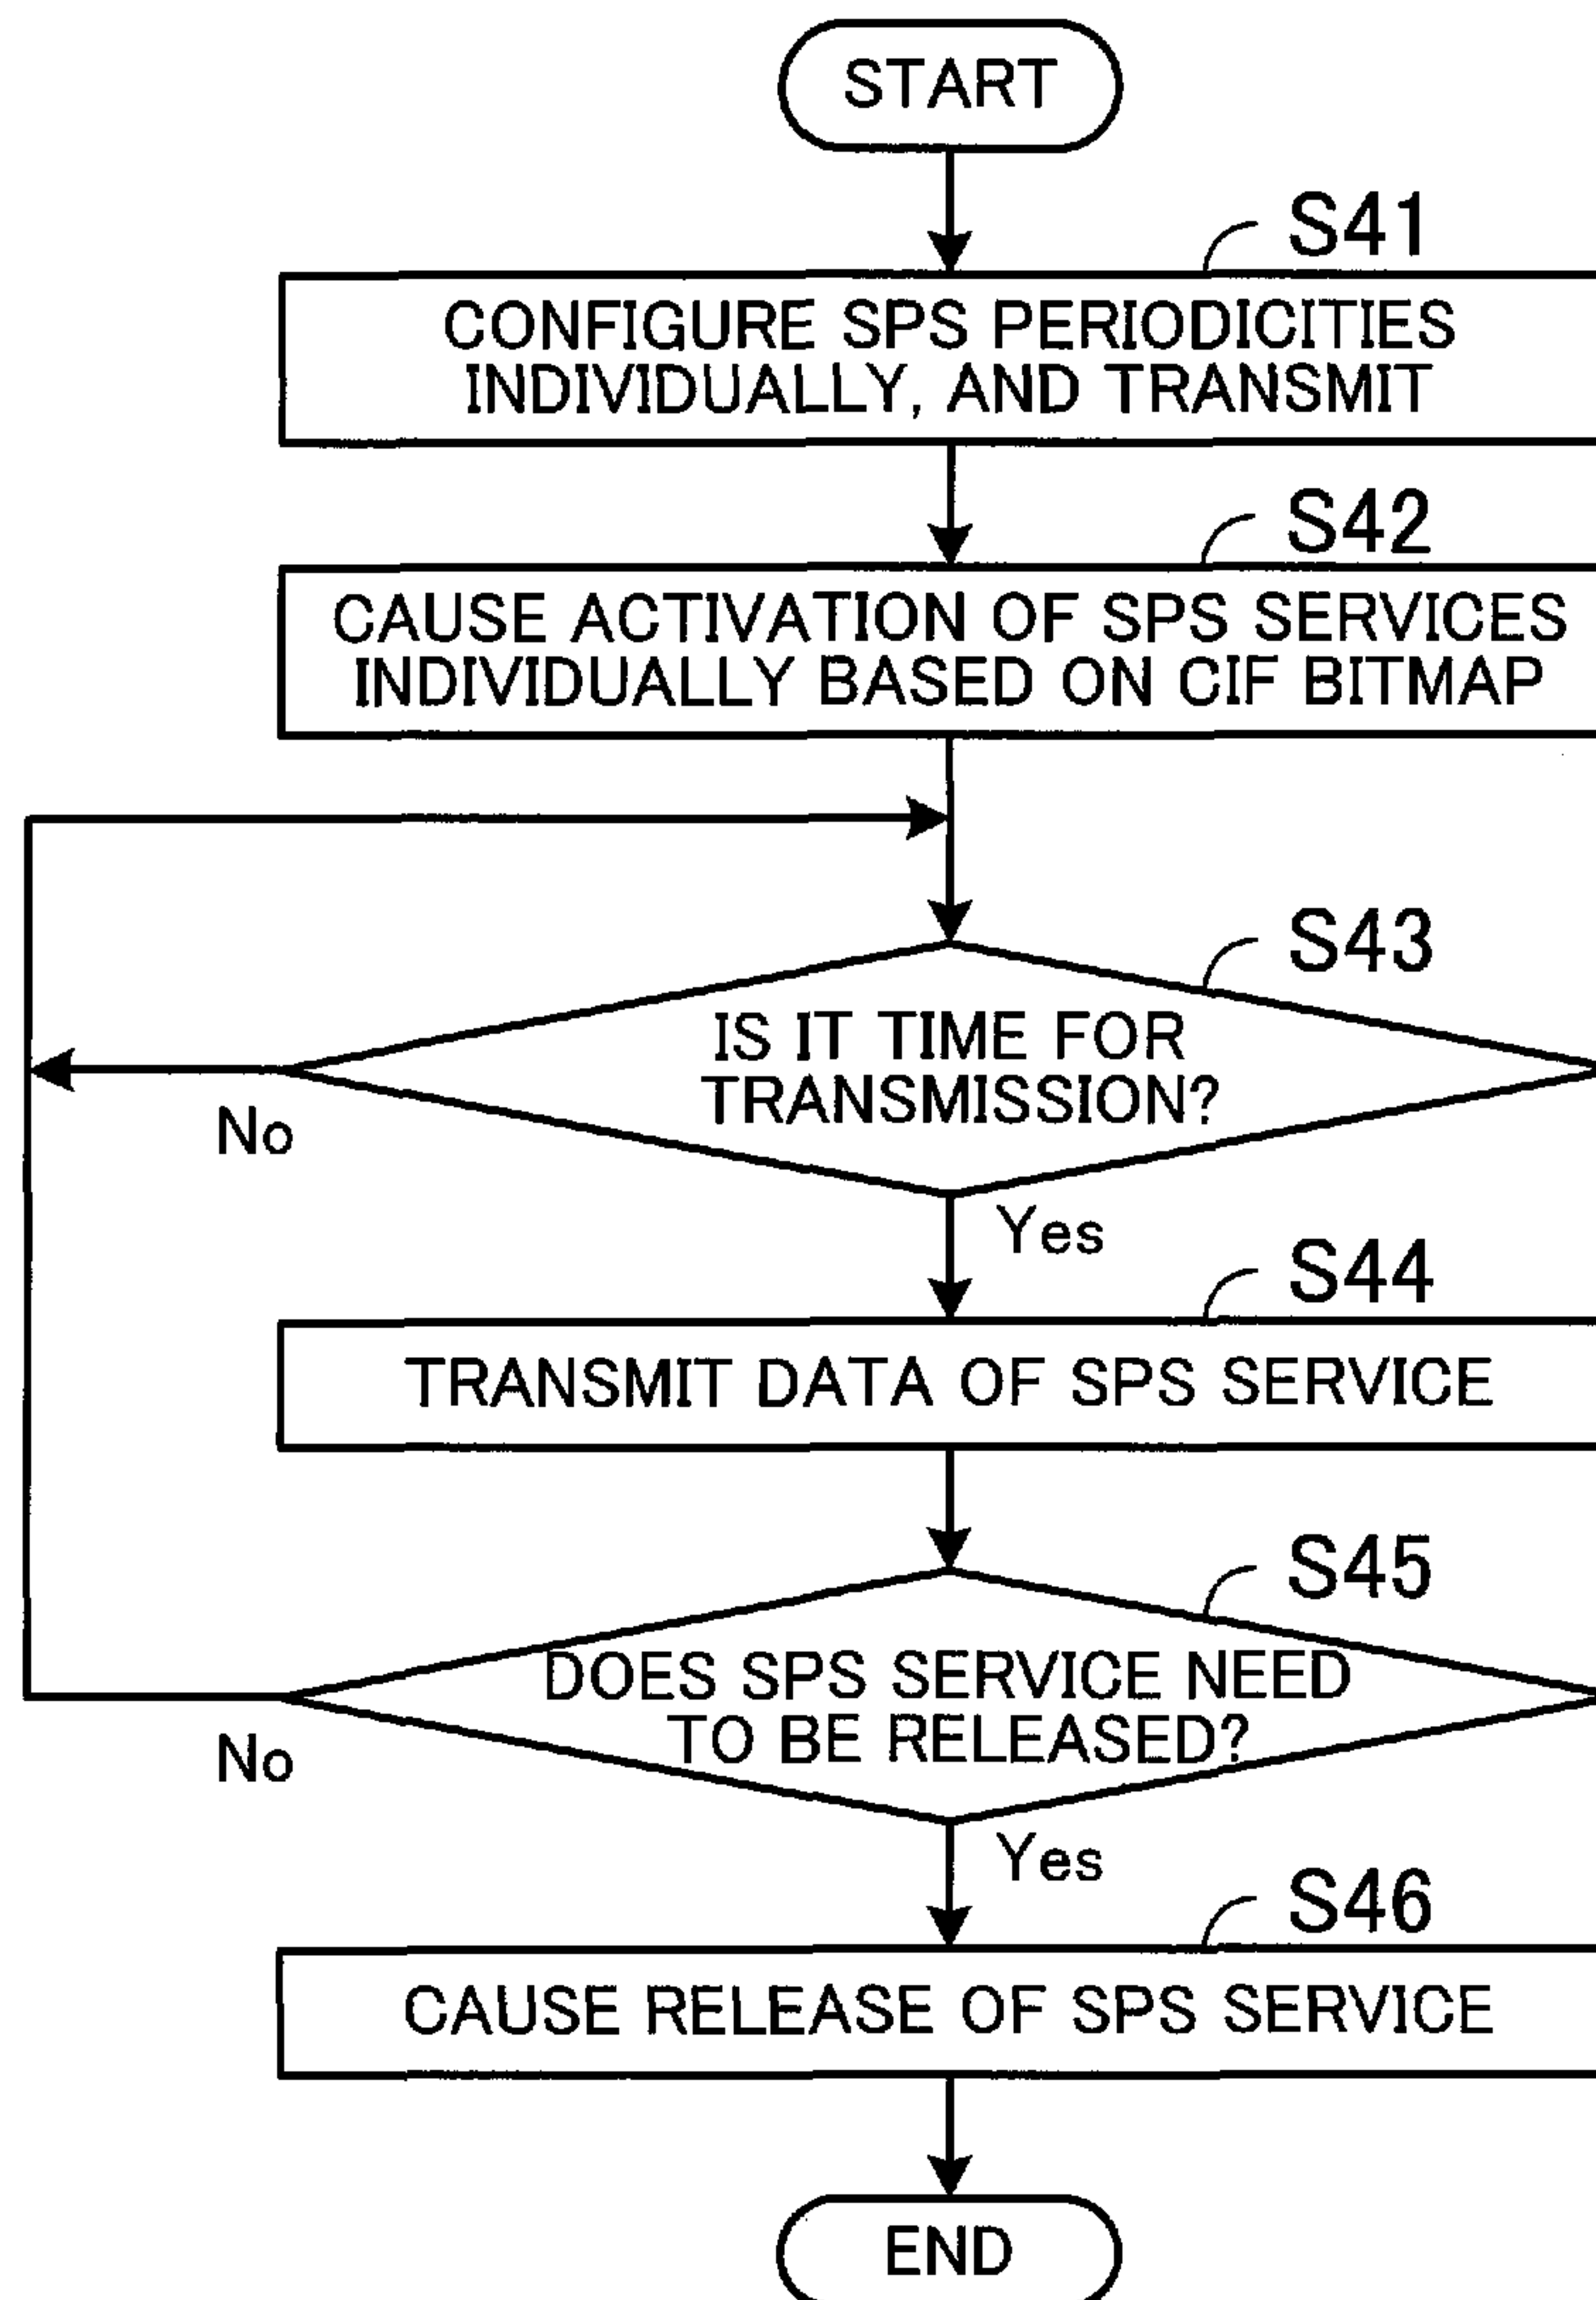 START
S41
CONFIGURE SPS PERIODICITIES
INDIVIDUALLY, AND TRANSMIT
S42
CAUSE ACTIVATION OF SPS SERVICES
INDIVIDUALLY BASED ON CIF BITMAP
S43
IS IT TIME FOR
TRANSMISSION?
No
Yes
S44
TRANSMIT DATA OF SPS SERVICE
S45
DOES SPS SERVICE NEED
TO BE RELEASED?
No
Yes
S46
CAUSE RELEASE OF SPS SERVICE
END